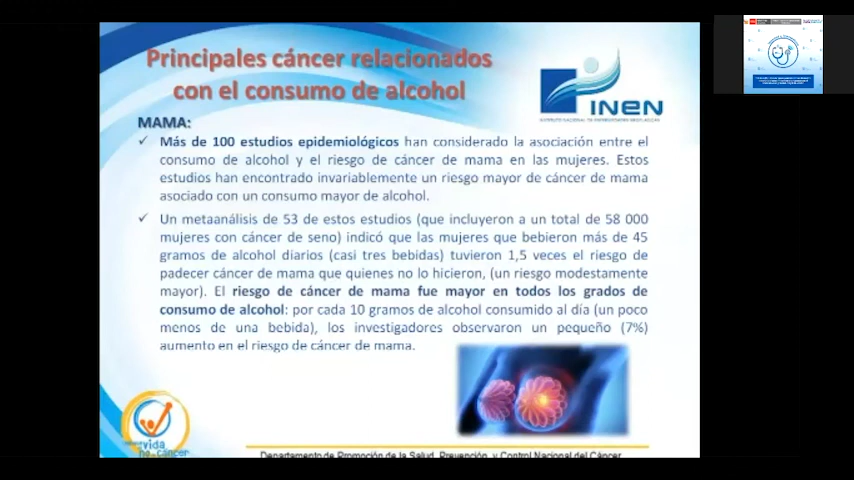 Principales cáncer relacionados
con el consumo de alcohol
INEN
MAMA:
✓ Más de 100 estudios epidemiológicos han considerado la asociación entre el
consumo de alcohol y el riesgo de cáncer de mama en las mujeres. Estos
estudios han encontrado invariablemente un riesgo mayor de cáncer de mama
asociado con un consumo mayor de alcohol.
✓ Un metaanálisis de 53 de estos estudios (que incluyeron a un total de 58 000
mujeres con cáncer de seno) indicó que las mujeres que bebieron más de 45
gramos de alcohol diarios (casi tres bebidas) tuvieron 1,5 veces el riesgo de
padecer cáncer de mama que quienes no lo hicieron, (un riesgo modestamente
mayor). El riesgo de cáncer de mama fue mayor en todos los grados de
consumo de alcohol: por cada 10 gramos de alcohol consumido al día (un poco
menos de una bebida), los investigadores observaron un pequeño (7%)
aumento en el riesgo de cáncer de mama.
vida
no cáncer
Departamento de Promoción de la Salud, Prevención, y Control Nacional del Cáncer